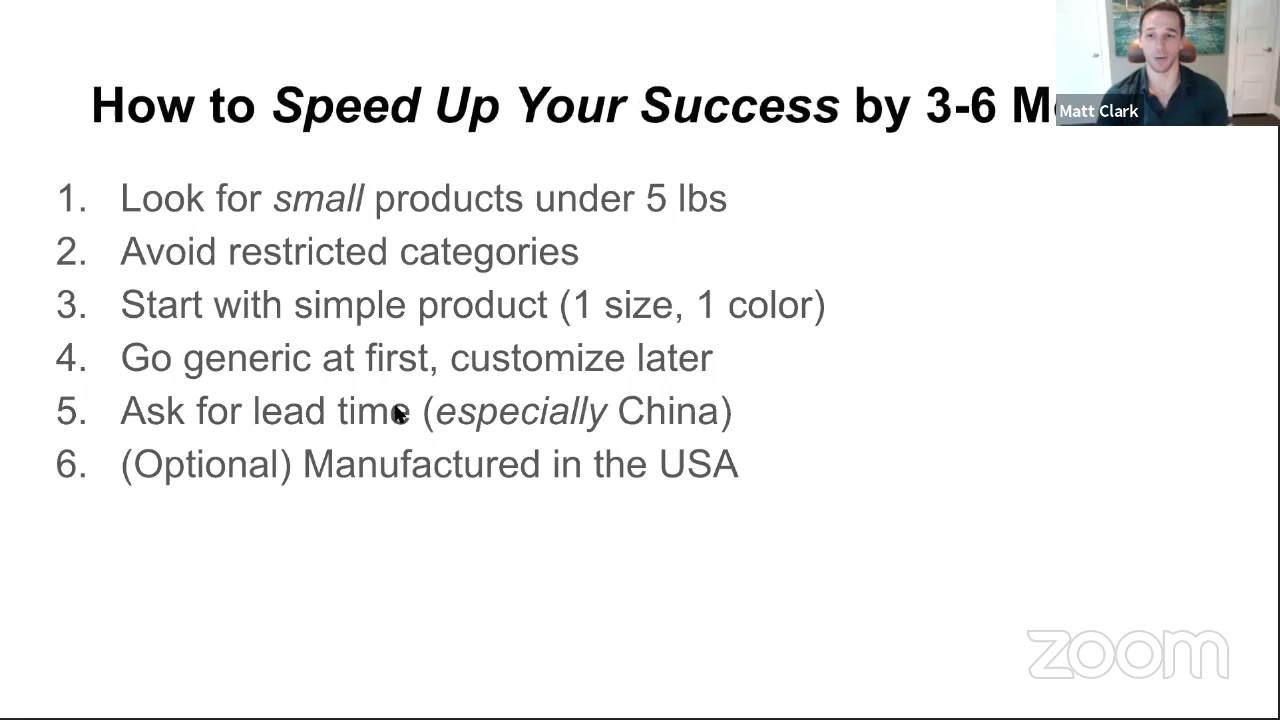 How to Speed Up Your Success by 3-6
Matt Clark
1. Look for small products under 5 lbs
2. Avoid restricted categories
3. Start with simple product (1 size, 1 color)
4. Go generic at first, customize later
5. Ask for lead time (especially China)
6. (Optional) Manufactured in the USA
zoom